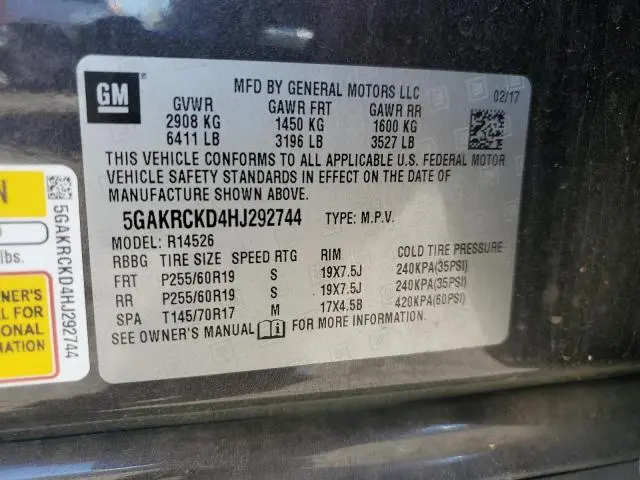 GM
MFD BY GENERAL MOTORS LLC 02/17
GVWR GAWR FRT GAWR RR
2908 KG 1450 KG 1600 KG
6411 LB 3196 LB 3527 LB
THIS VEHICLE CONFORMS TO ALL APPLICABLE U.S. FEDERAL MOTOR
VEHICLE SAFETY STANDARDS IN EFFECT ON THE DATE OF
MANUFACTURE SHOWN ABOVE.
5GAKRCKD4HJ292744 TYPE: M.P.V.
MODEL: R14526
RBBG TIRE SIZE SPEED RTG RIM COLD TIRE PRESSURE
FRT P255/60R19 S 19X7.5J 240KPA(35PSI)
RR P255/60R19 S 19X7.5J 240KPA(35PSI)
SPA T145/70R17 M 17X4.5B 420KPA(60PSI)
SEE OWNER'S MANUAL FOR MORE INFORMATION.
N
lbs.
OWNER'S
FOR
5GAKRCKD4HJ292744